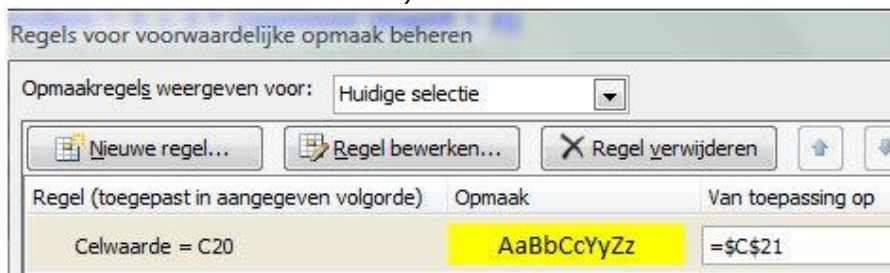 Regels voor voorwaardelijke opmaak beheren
Opmaakregels weergeven voor: Huidige selectie
Nieuwe regel... Regel bewerken... Regel verwijderen
Regel (toegepast in aangegeven volgorde) Opmaak Van toepassing op
Celwaarde = C20 AaBbCcYyZz =$C$21